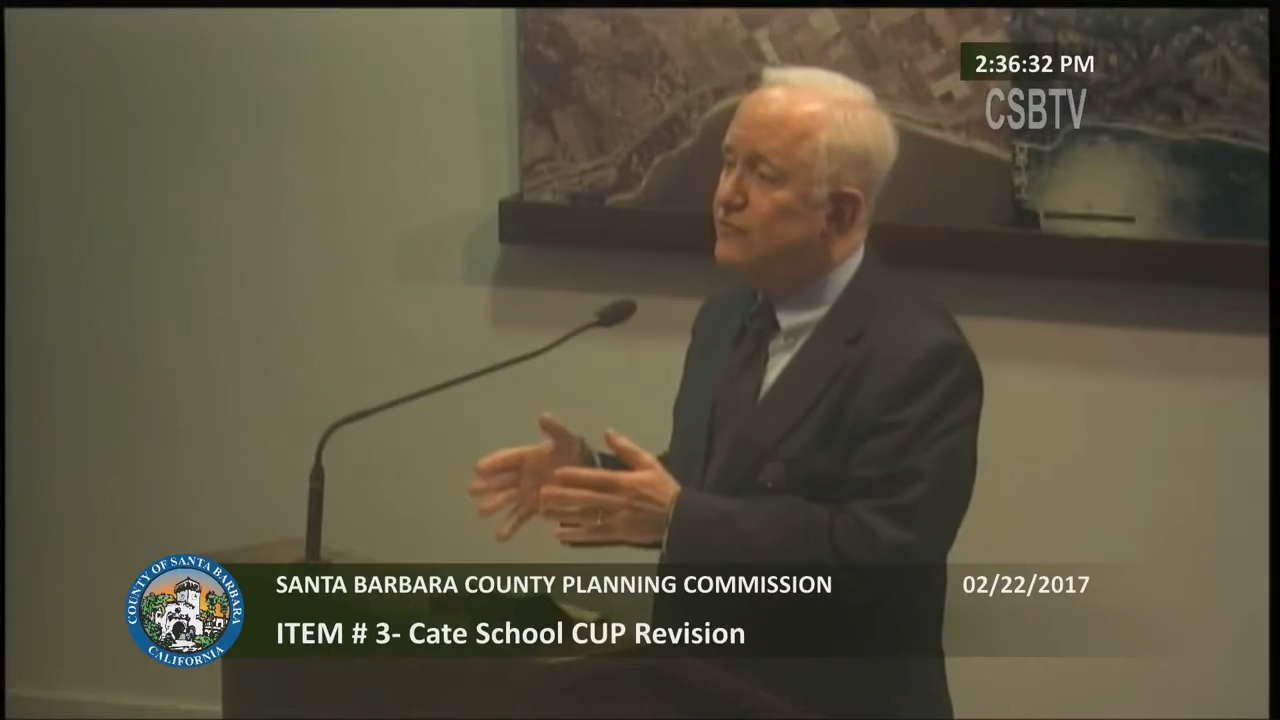 2:36:32 PM
CSBTV
SANTA BARBARA COUNTY PLANNING COMMISSION
02/22/2017
ITEM # 3- Cate School CUP Revision
COUNTY OF SANTA BARBARA
CALIFORNIA